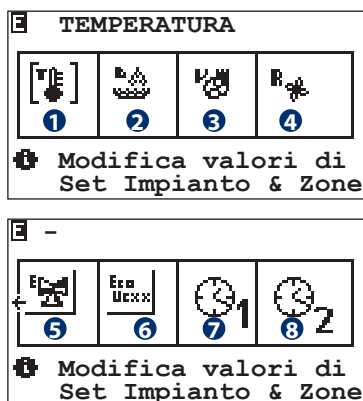 E TEMPERATURA
T P V R
1 2 3 4
Modifica valori di
Set Impianto & Zone
E -
E Eco Ucxx 1 2
5 6 7 8
Modifica valori di
Set Impianto & Zone